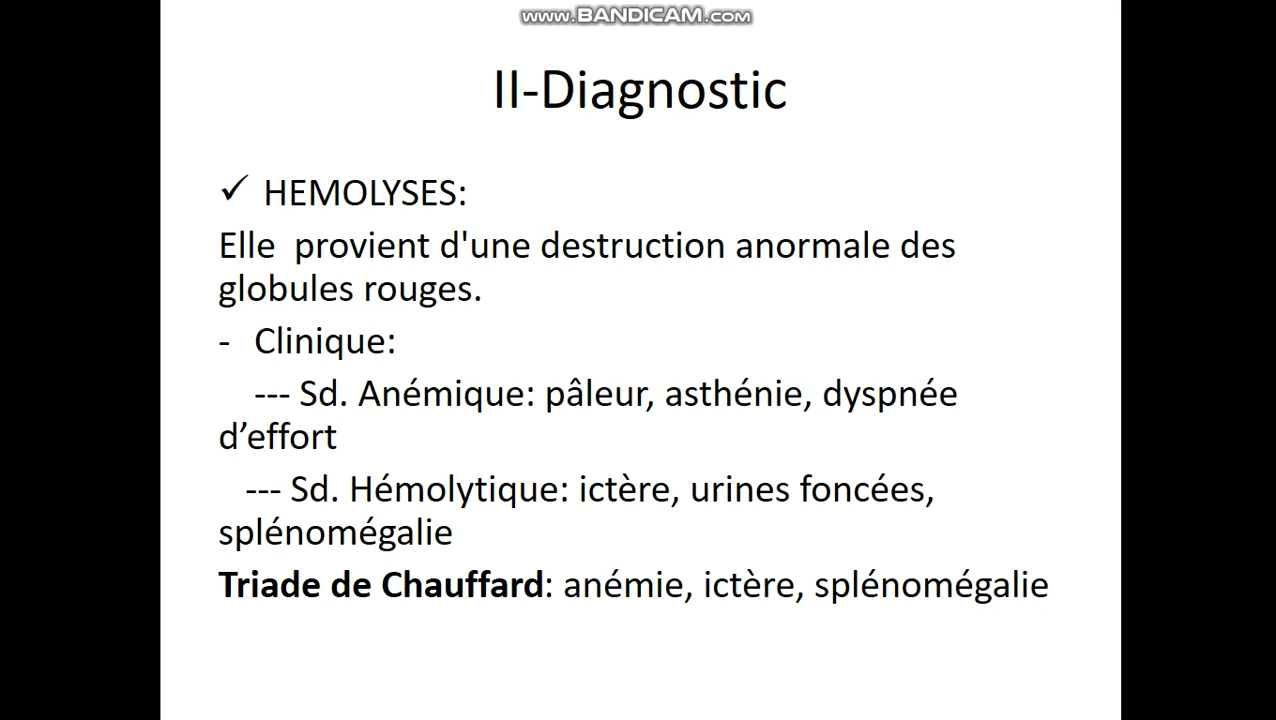 www.BANDICAM.com
II-Diagnostic
✓ HEMOLYSES:
Elle  provient d'une destruction anormale des
globules rouges.
- Clinique:
--- Sd. Anémique: pâleur, asthénie, dyspnée
d’effort
--- Sd. Hémolytique: ictère, urines foncées,
splénomégalie
Triade de Chauffard: anémie, ictère, splénomégalie